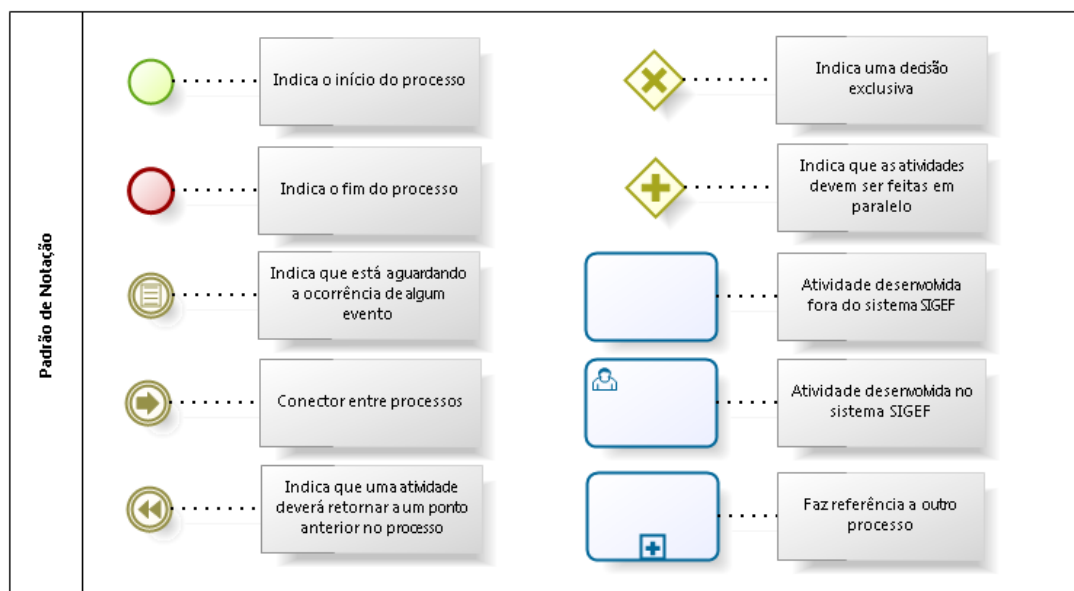 Padrão de Notação
Indica o início do processo
Indica o fim do processo
Indica que está aguardando
a ocorrência de algum
evento
Conector entre processos
Indica que uma atividade
deverá retornar a um ponto
anterior no processo
Indica uma decisão
exclusiva
Indica que as atividades
devem ser feitas em
paralelo
Atividade desenvolvida
fora do sistema SIGEF
Atividade desenvolvida no
sistema SIGEF
Faz referência a outro
processo